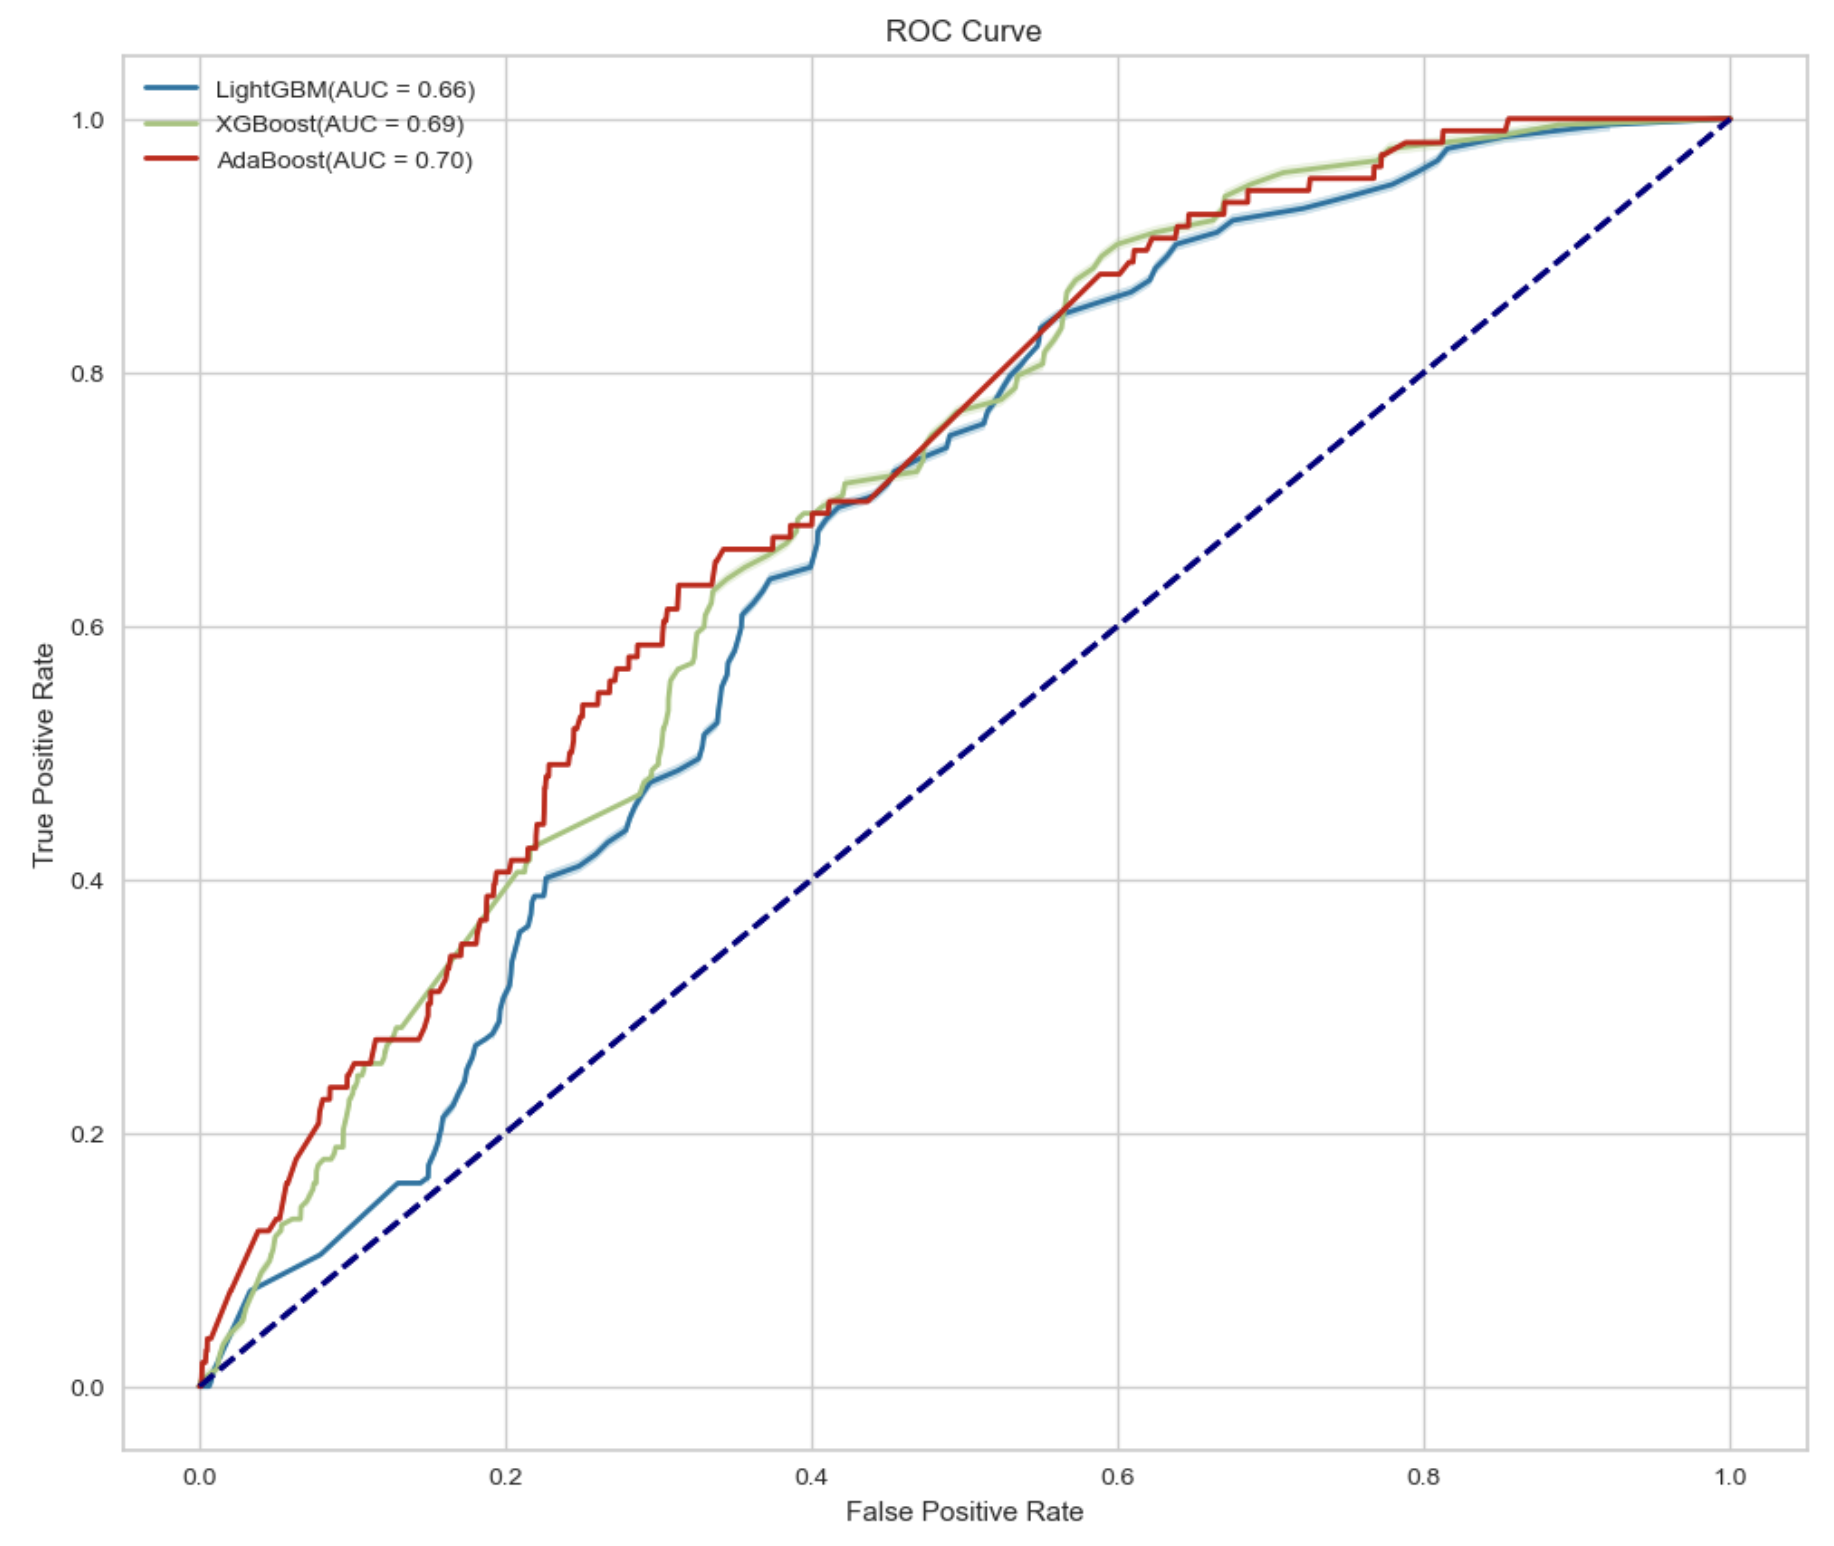 ROC Curve
LightGBM(AUC = 0.66)
XGBoost(AUC = 0.69)
AdaBoost(AUC = 0.70)
1.0
0.8
0.6
0.4
0.2
0.0
True Positive Rate
0.0 0.2 0.4 0.6 0.8 1.0
False Positive Rate